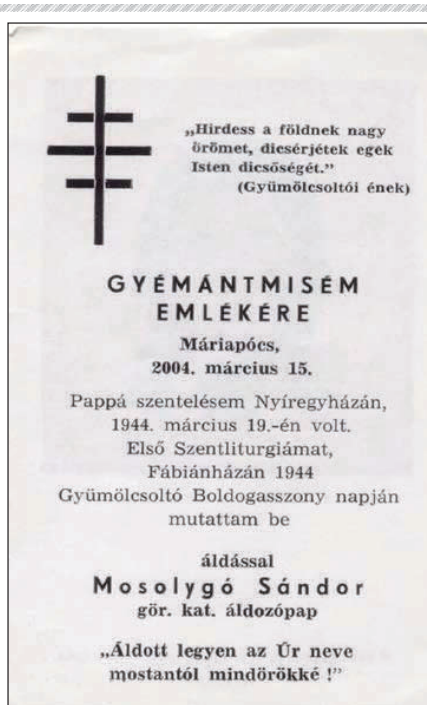 „Hirdess a földnek nagy
örömet, dicsérjétek egek
Isten dicsőségét.”
(Gyümölcsoltói ének)
GYÉMÁNTMISÉM
EMLÉKÉRE
Máriapócs,
2004. március 15.
Pappá szentelésem Nyíregyházán,
1944. március 19.-én volt.
Első Szentliturgiámat,
Fábiánházán 1944
Gyümölcsoltó Boldogasszony napján
mutattam be
áldással
Mosolygó Sándor
gör. kat. áldozópap
„Áldott legyen az Úr neve
mostantól mindörökké !”